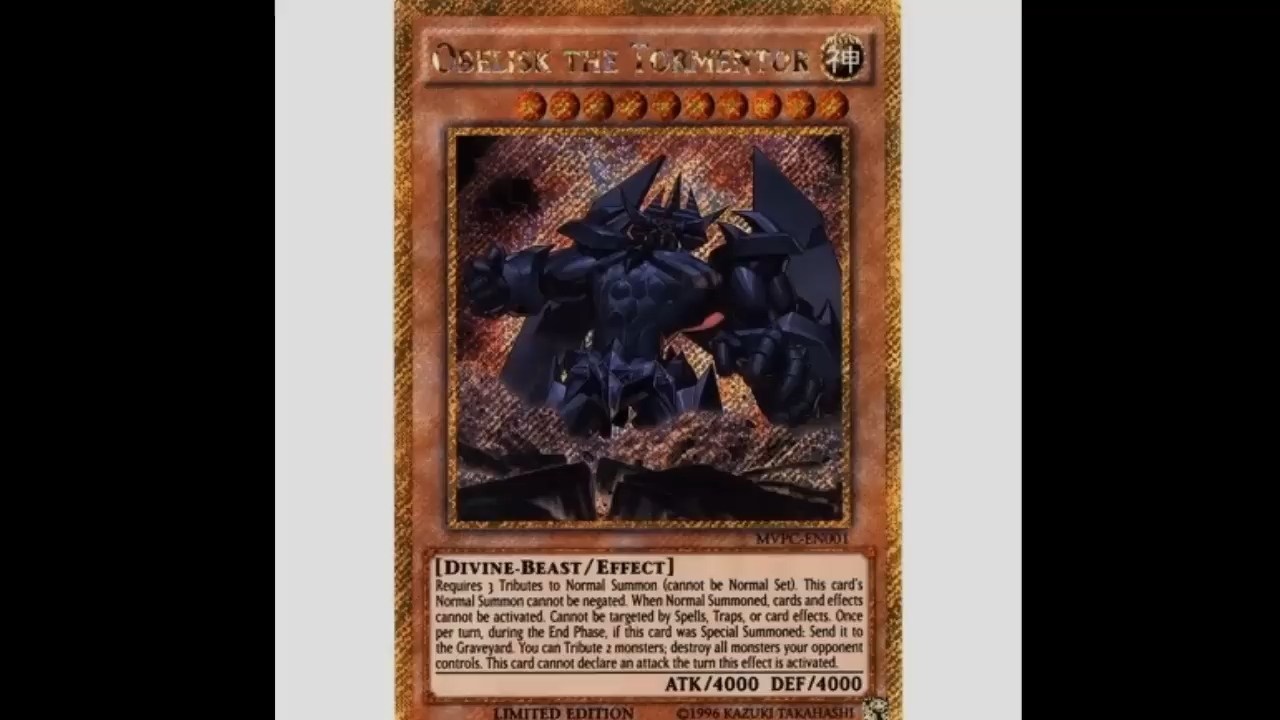 Obelisk the Tormentor 神
MVPC-EN001
[Divine-Beast/Effect]
Requires 3 Tributes to Normal Summon (cannot be Normal Set). This card's
Normal Summon cannot be negated. When Normal Summoned, cards and effects
cannot be activated. Cannot be targeted by Spells, Traps, or card effects. Once
per turn, during the End Phase, if this card was Special Summoned: Send it to
the Graveyard. You can Tribute 2 monsters; destroy all monsters your opponent
controls. This card cannot declare an attack the turn this effect is activated.
ATK/4000 DEF/4000
LIMITED EDITION ©1996 KAZUKI TAKAHASHI